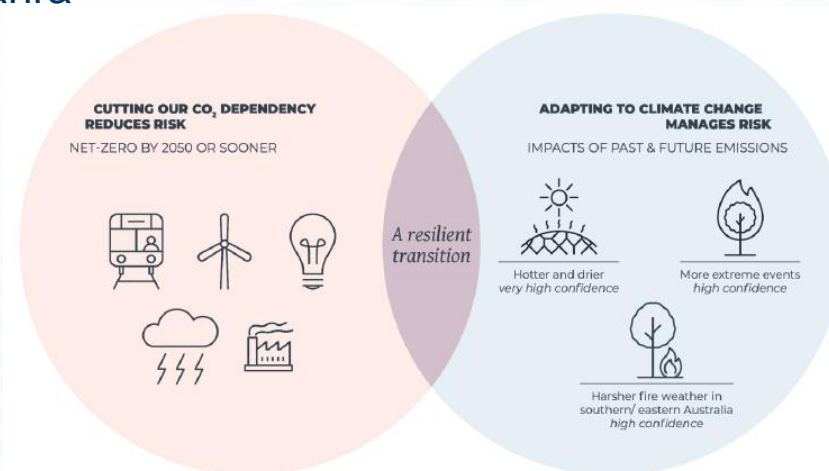 CUTTING OUR CO₂ DEPENDENCY
REDUCES RISK
NET-ZERO BY 2050 OR SOONER
ADAPTING TO CLIMATE CHANGE
MANAGES RISK
IMPACTS OF PAST & FUTURE EMISSIONS
A resilient
transition
Hotter and drier
very high confidence
More extreme events
high confidence
Harsher fire weather in
southern/ eastern Australia
high confidence